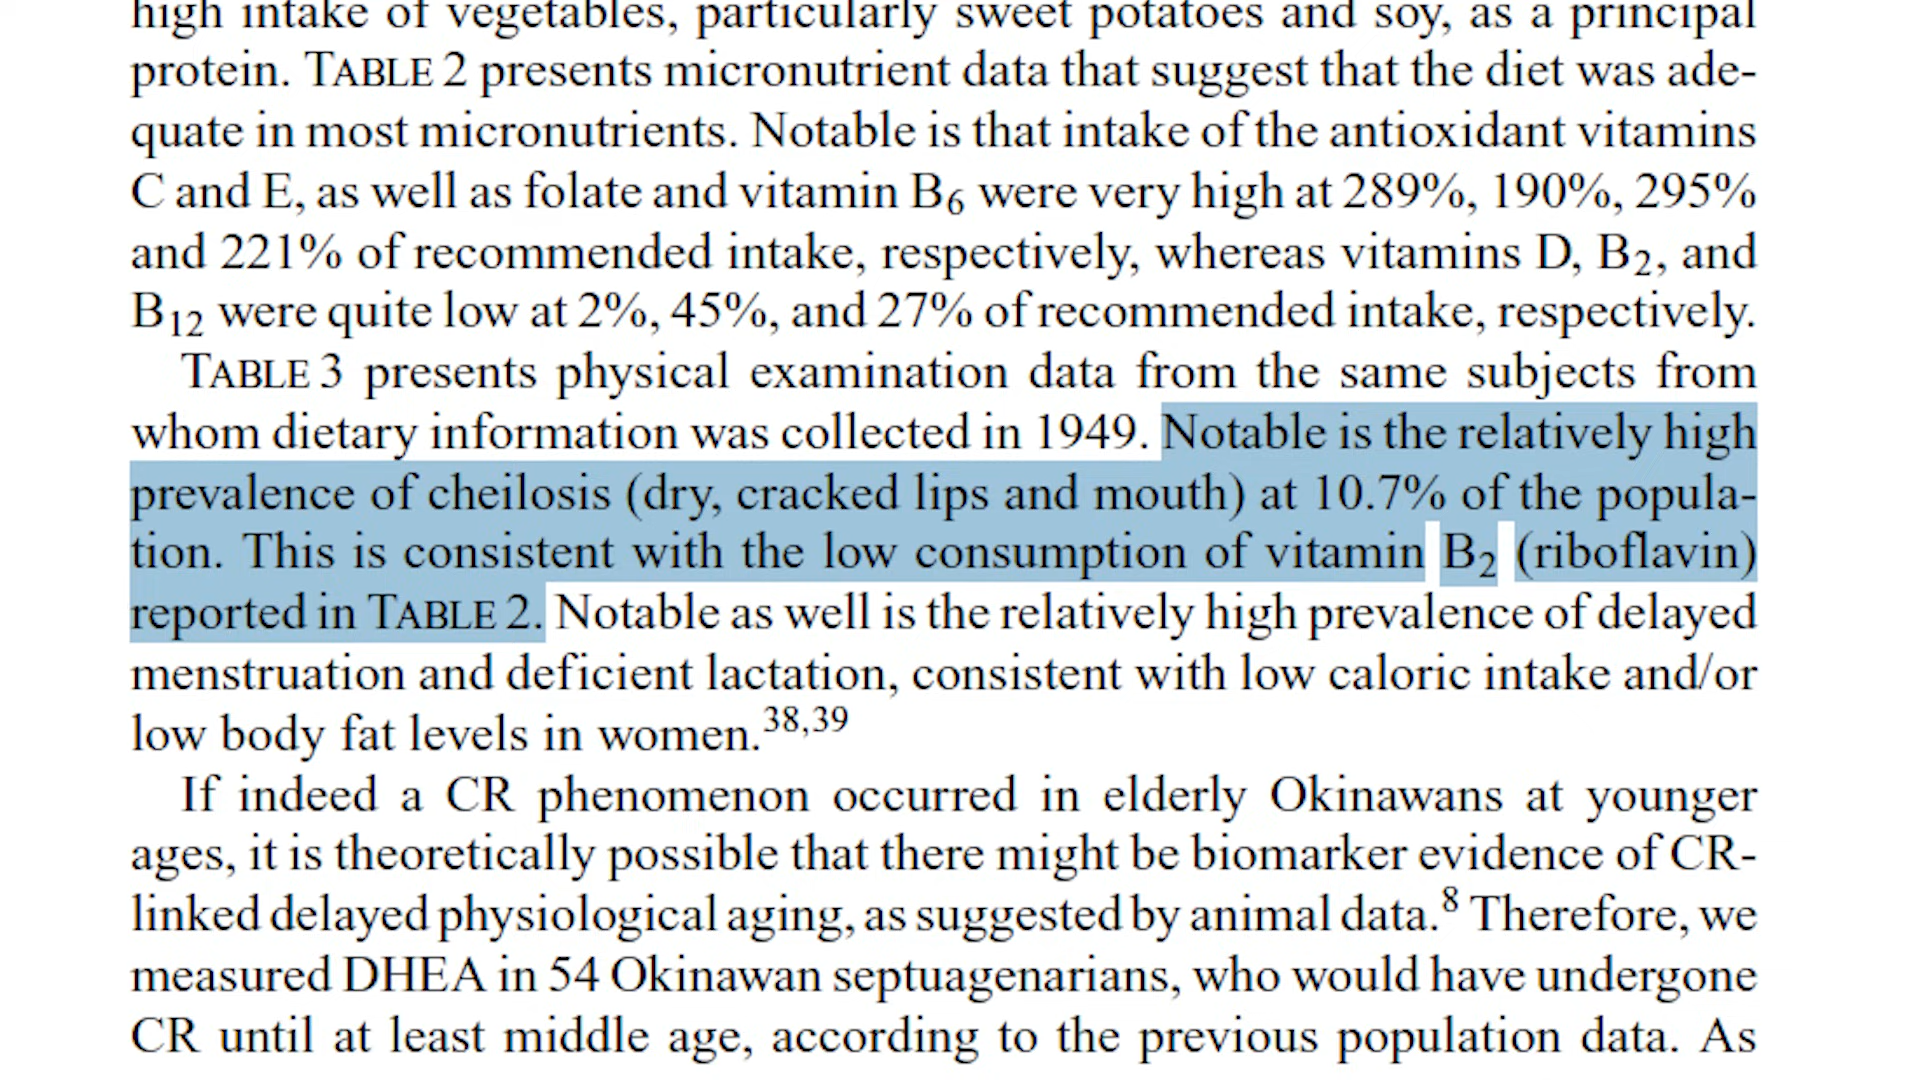 high intake of vegetables, particularly sweet potatoes and soy, as a principal
protein. TABLE 2 presents micronutrient data that suggest that the diet was ade-
quate in most micronutrients. Notable is that intake of the antioxidant vitamins
C and E, as well as folate and vitamin B6 were very high at 289%, 190%, 295%
and 221% of recommended intake, respectively, whereas vitamins D, B2, and
B12 were quite low at 2%, 45%, and 27% of recommended intake, respectively.
TABLE 3 presents physical examination data from the same subjects from
whom dietary information was collected in 1949. Notable is the relatively high
prevalence of cheilosis (dry, cracked lips and mouth) at 10.7% of the popula-
tion. This is consistent with the low consumption of vitamin B2 (riboflavin)
reported in TABLE 2. Notable as well is the relatively high prevalence of delayed
menstruation and deficient lactation, consistent with low caloric intake and/or
low body fat levels in women.38,39
If indeed a CR phenomenon occurred in elderly Okinawans at younger
ages, it is theoretically possible that there might be biomarker evidence of CR-
linked delayed physiological aging, as suggested by animal data.8 Therefore, we
measured DHEA in 54 Okinawan septuagenarians, who would have undergone
CR until at least middle age, according to the previous population data. As